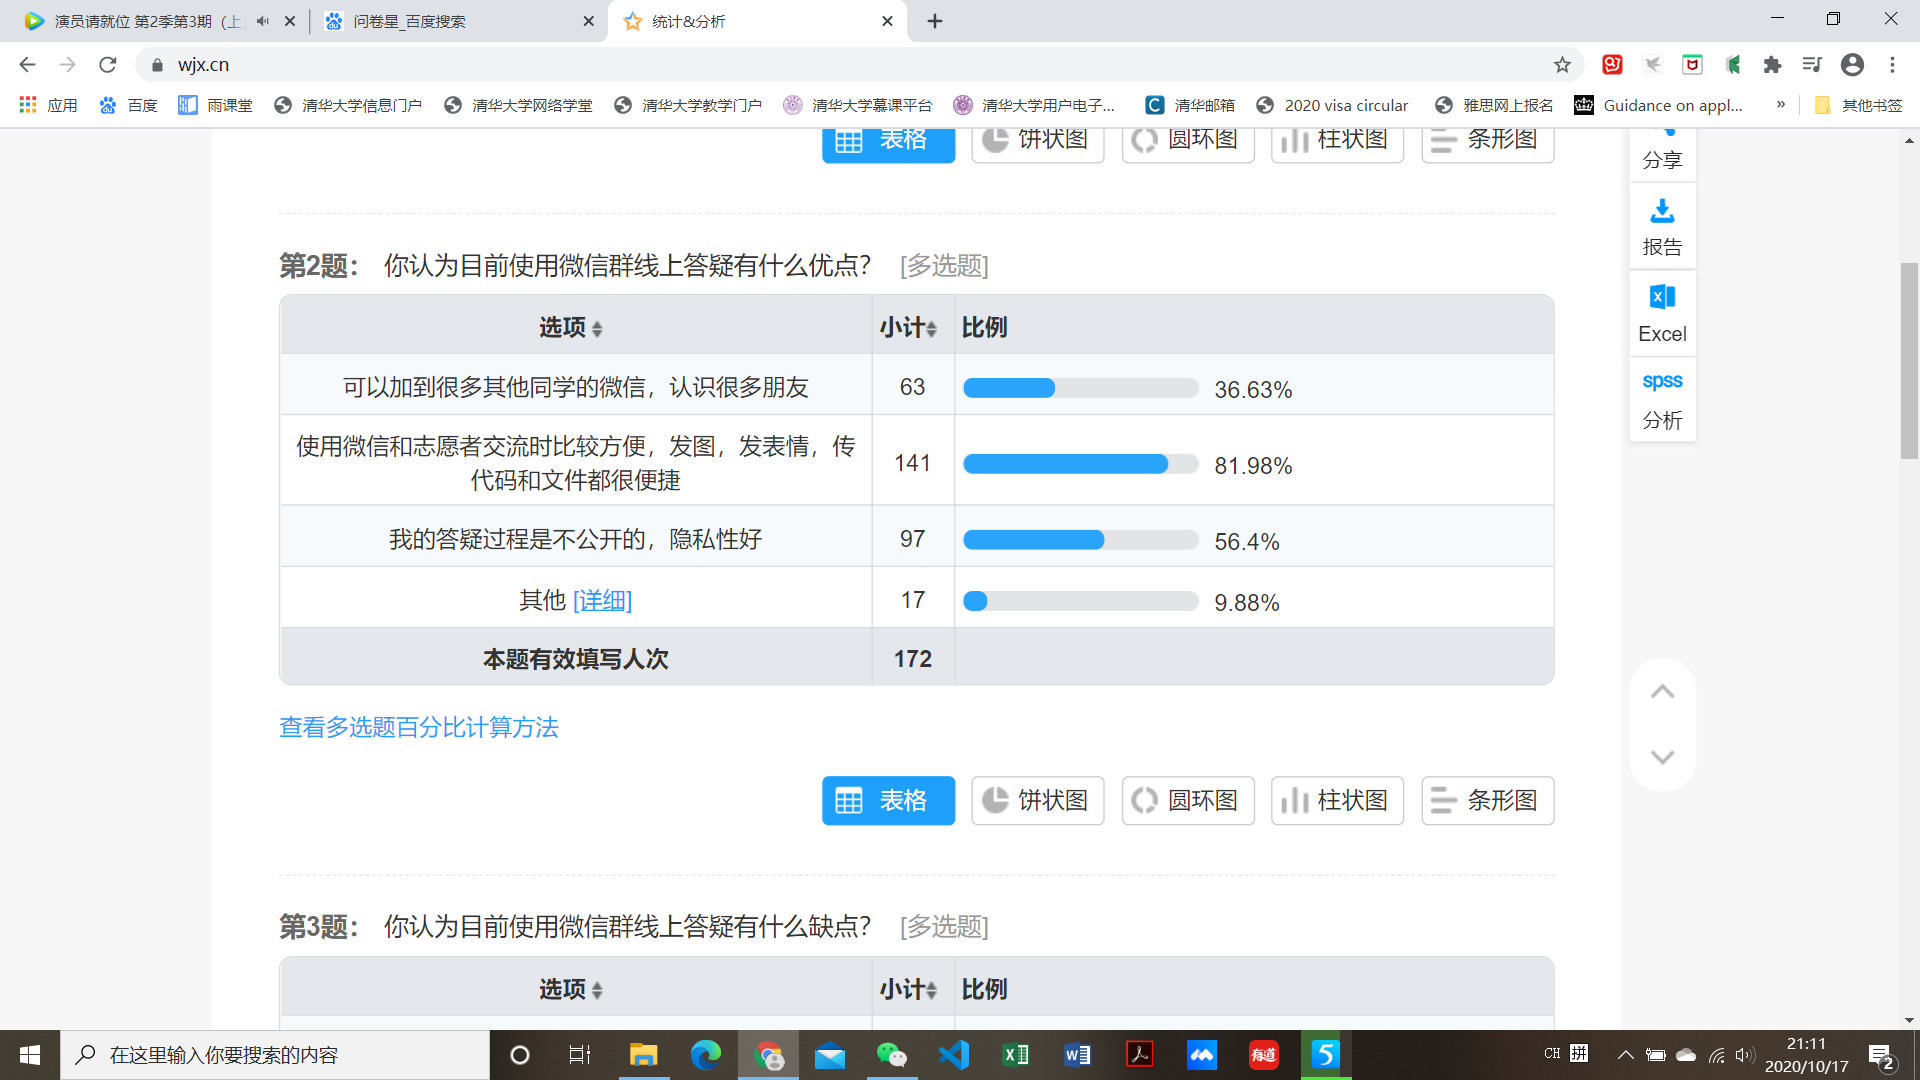 演员请就位 第2季第3期（上
问卷星_百度搜索
统计&分析
wjx.cn
应用
百度
雨课堂
清华大学信息门户
清华大学网络学堂
清华大学教学门户
清华大学慕课平台
清华大学用户电子...
清华邮箱
2020 visa circular
雅思网上报名
Guidance on appl...
»
其他书签
表格
饼状图
圆环图
柱状图
条形图
分享
报告
Excel
spss
分析
第2题： 你认为目前使用微信群线上答疑有什么优点？ [多选题]
选项 小计 比例
可以加到很多其他同学的微信，认识很多朋友 63 36.63%
使用微信和志愿者交流时比较方便，发图，发表情，传
代码和文件都很便捷 141 81.98%
我的答疑过程是不公开的，隐私性好 97 56.4%
其他 [详细] 17 9.88%
本题有效填写人次 172
查看多选题百分比计算方法
表格
饼状图
圆环图
柱状图
条形图
第3题： 你认为目前使用微信群线上答疑有什么缺点？ [多选题]
选项 小计 比例
在这里输入你要搜索的内容
有道
5
CH 拼
21:11
2020/10/17
2